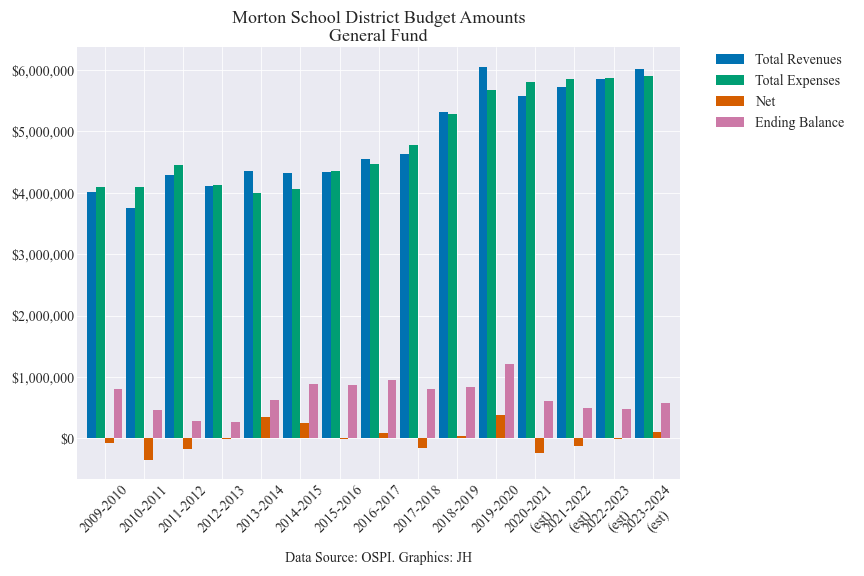 Morton School District Budget Amounts
General Fund
Total Revenues
Total Expenses
Net
Ending Balance
$6,000,000
$5,000,000
$4,000,000
$3,000,000
$2,000,000
$1,000,000
$0
2009-2010
2010-2011
2011-2012
2012-2013
2013-2014
2014-2015
2015-2016
2016-2017
2017-2018
2018-2019
2019-2020
2020-2021
(est)
2021-2022
(est)
2022-2023
(est)
2023-2024
(est)
Data Source: OSPI. Graphics: JH